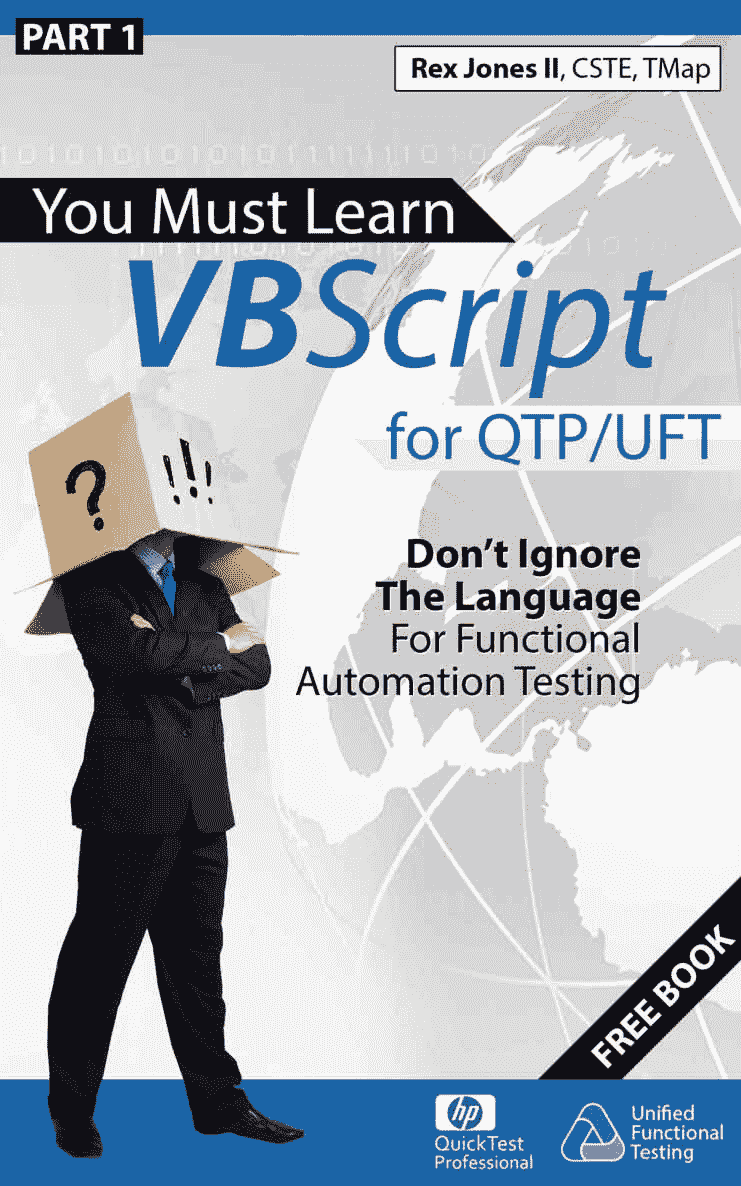 PART 1
Rex Jones II, CSTE, TMap
1010101010101011111111010
You Must Learn
VBScript
for QTP/UFT
?
!!!
Don't Ignore
The Language
For Functional
Automation Testing
FREE BOOK
hp
QuickTest
Professional
Unified
Functional
Testing